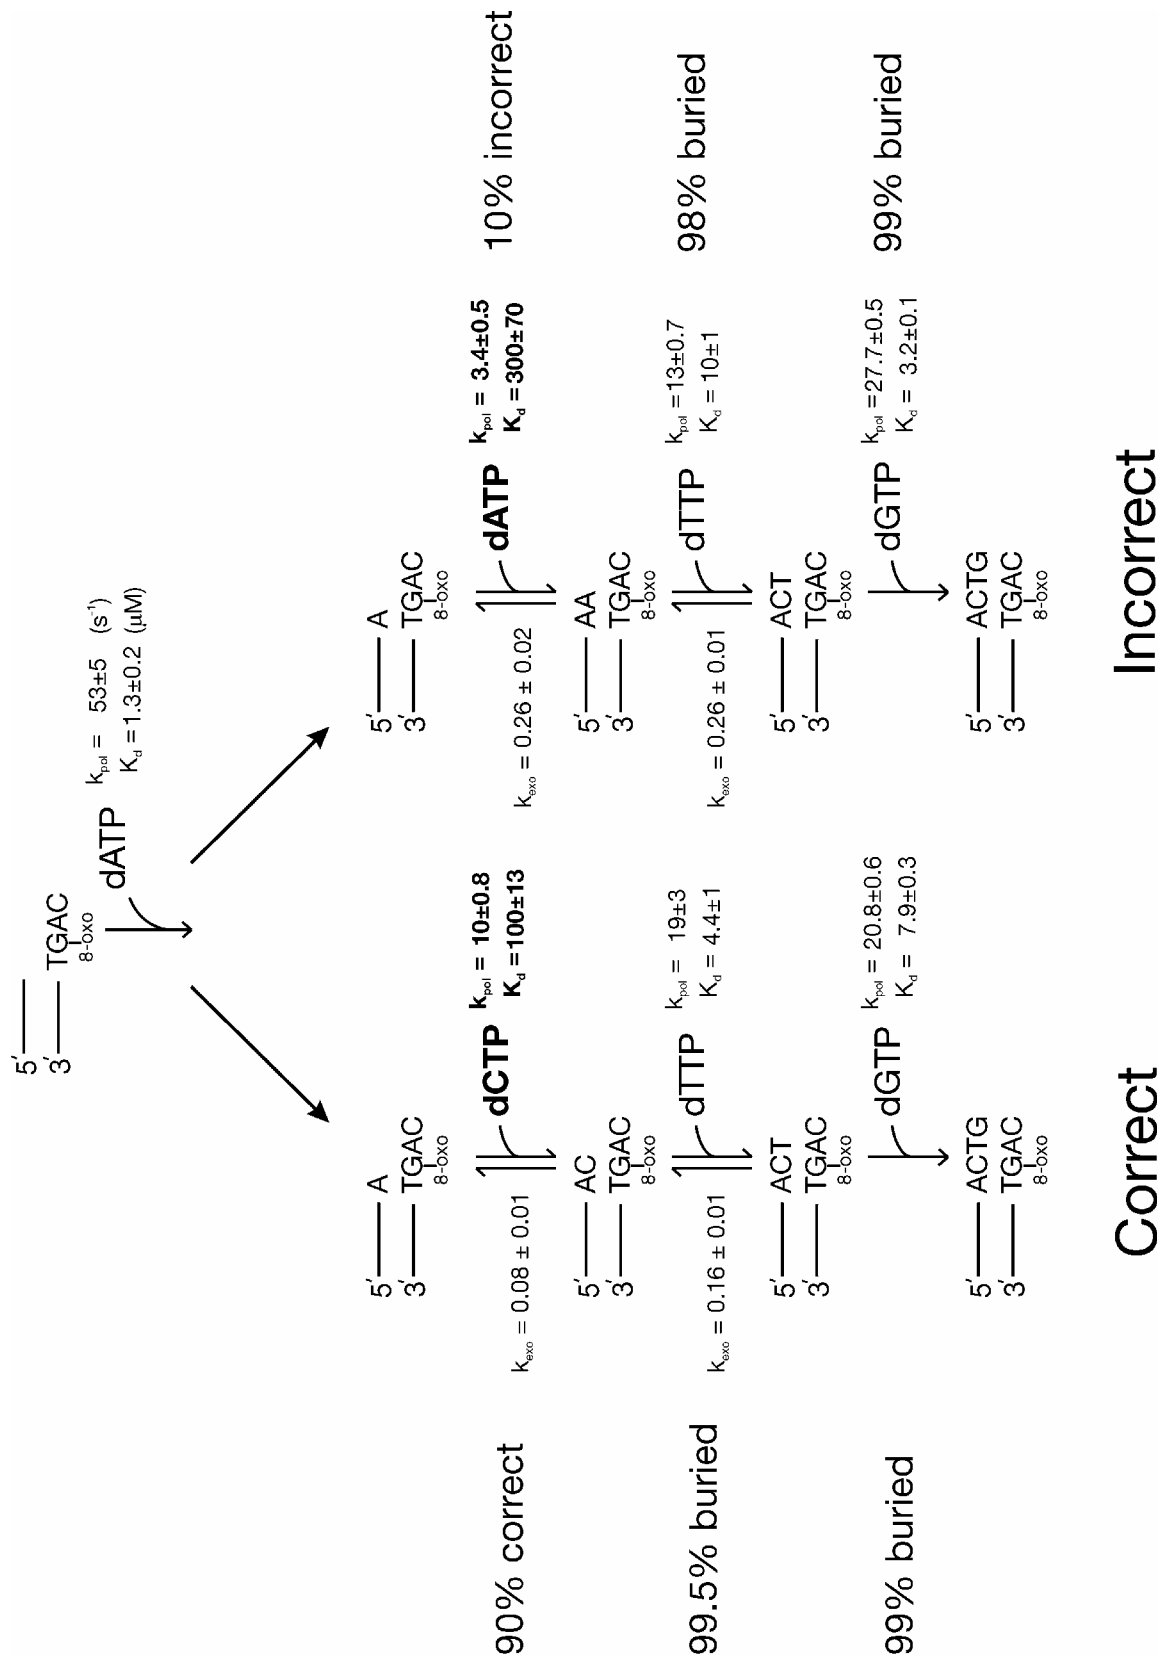 5'
3'
TGAC
8-oxo
dATP
kpol = 53±5 (s-1)
Kd =1.3±0.2 (µM)
5'
A
3'
TGAC
8-oxo
90% correct
kexo = 0.08 ± 0.01
dCTP
kpol = 10±0.8
Kd =100±13
5'
AC
3'
TGAC
8-oxo
99.5% buried
kexo = 0.16 ± 0.01
dTTP
kpol = 19±3
Kd = 4.4±1
5'
ACT
3'
TGAC
8-oxo
99% buried
dGTP
kpol = 20.8±0.6
Kd = 7.9±0.3
5'
ACTG
3'
TGAC
8-oxo
Correct
5'
A
3'
TGAC
8-oxo
kexo = 0.26 ± 0.02
dATP
kpol = 3.4±0.5
Kd =300±70
10% incorrect
5'
AA
3'
TGAC
8-oxo
kexo = 0.26 ± 0.01
dTTP
kpol =13±0.7
Kd = 10±1
98% buried
5'
ACT
3'
TGAC
8-oxo
dGTP
kpol =27.7±0.5
Kd = 3.2±0.1
99% buried
5'
ACTG
3'
TGAC
8-oxo
Incorrect